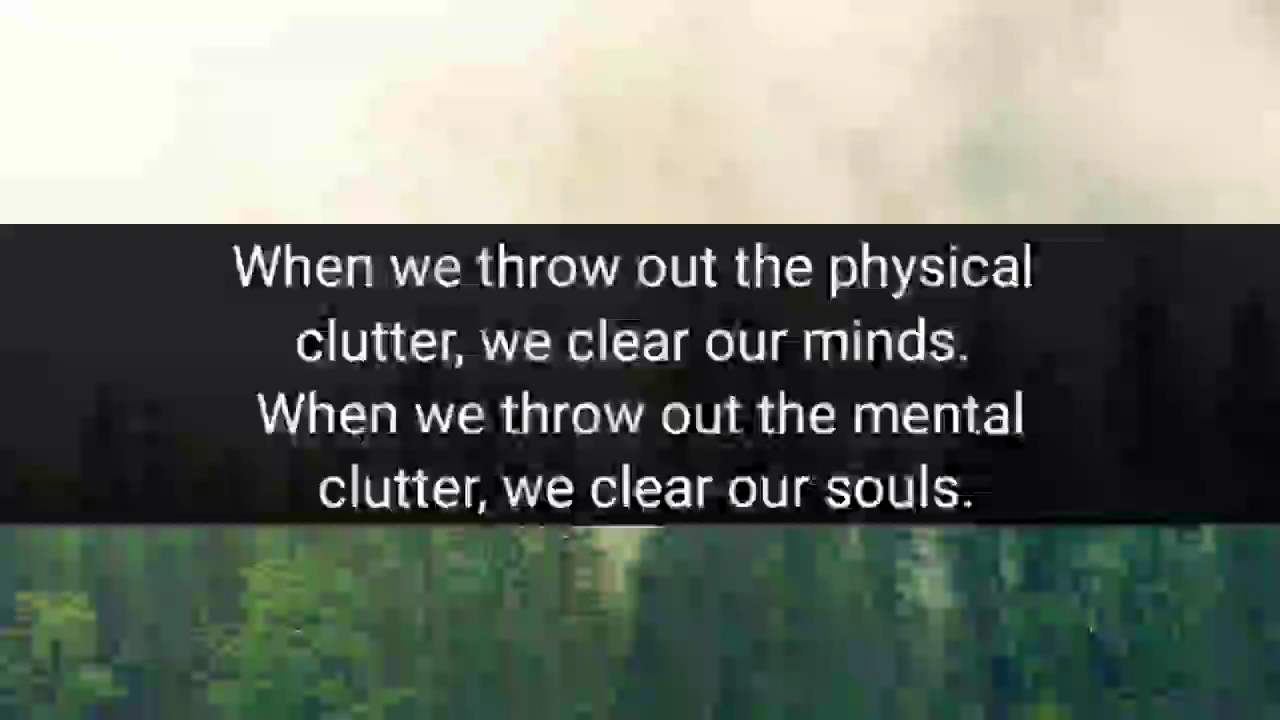 When we throw out the physical
clutter, we clear our minds.
When we throw out the mental
clutter, we clear our souls.